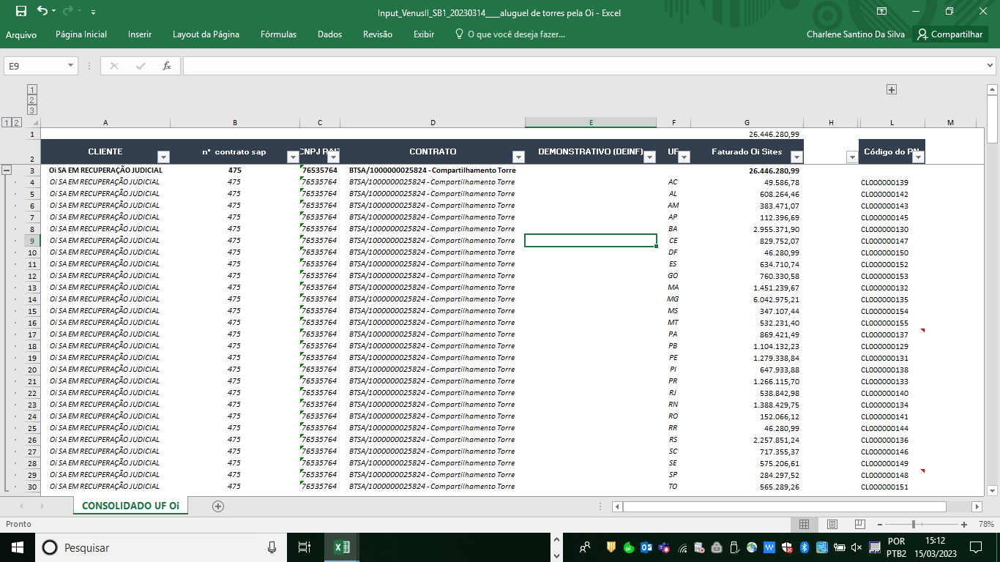 Input_VenusII_SB1_20230314___aluguel de torres pela Oi - Excel
Arquivo Página Inicial Inserir Layout da Página Fórmulas Dados Revisão Exibir O que você deseja fazer... Charlene Santino Da Silva Compartilhar
E9 fx
1
2
3
1 2 A B C D E F G H L M
1 26.446.280,99
2 CLIENTE n° contrato sap CNPJ CONTRATO DEMONSTRATIVO (DEINF) UF Faturado Oi Sites Código do PN
3 Oi SA EM RECUPERAÇÃO JUDICIAL 475 76535764 BTSA/1000000025824 - Compartilhamento Torre 26.446.280,99
4 Oi SA EM RECUPERAÇÃO JUDICIAL 475 76535764 BTSA/1000000025824 - Compartilhamento Torre AC 49.586,78 CL000000139
5 Oi SA EM RECUPERAÇÃO JUDICIAL 475 76535764 BTSA/1000000025824 - Compartilhamento Torre AL 608.264,46 CL000000142
6 Oi SA EM RECUPERAÇÃO JUDICIAL 475 76535764 BTSA/1000000025824 - Compartilhamento Torre AM 383.471,07 CL000000143
7 Oi SA EM RECUPERAÇÃO JUDICIAL 475 76535764 BTSA/1000000025824 - Compartilhamento Torre AP 112.396,69 CL000000145
8 Oi SA EM RECUPERAÇÃO JUDICIAL 475 76535764 BTSA/1000000025824 - Compartilhamento Torre BA 2.955.371,90 CL000000130
9 Oi SA EM RECUPERAÇÃO JUDICIAL 475 76535764 BTSA/1000000025824 - Compartilhamento Torre CE 829.752,07 CL000000147
10 Oi SA EM RECUPERAÇÃO JUDICIAL 475 76535764 BTSA/1000000025824 - Compartilhamento Torre DF 46.280,99 CL000000150
11 Oi SA EM RECUPERAÇÃO JUDICIAL 475 76535764 BTSA/1000000025824 - Compartilhamento Torre ES 634.710,74 CL000000152
12 Oi SA EM RECUPERAÇÃO JUDICIAL 475 76535764 BTSA/1000000025824 - Compartilhamento Torre GO 760.330,58 CL000000153
13 Oi SA EM RECUPERAÇÃO JUDICIAL 475 76535764 BTSA/1000000025824 - Compartilhamento Torre MA 1.451.239,67 CL000000132
14 Oi SA EM RECUPERAÇÃO JUDICIAL 475 76535764 BTSA/1000000025824 - Compartilhamento Torre MG 6.042.975,21 CL000000135
15 Oi SA EM RECUPERAÇÃO JUDICIAL 475 76535764 BTSA/1000000025824 - Compartilhamento Torre MS 347.107,44 CL000000154
16 Oi SA EM RECUPERAÇÃO JUDICIAL 475 76535764 BTSA/1000000025824 - Compartilhamento Torre MT 532.231,40 CL000000155
17 Oi SA EM RECUPERAÇÃO JUDICIAL 475 76535764 BTSA/1000000025824 - Compartilhamento Torre PA 869.421,49 CL000000137
18 Oi SA EM RECUPERAÇÃO JUDICIAL 475 76535764 BTSA/1000000025824 - Compartilhamento Torre PB 1.104.132,23 CL000000129
19 Oi SA EM RECUPERAÇÃO JUDICIAL 475 76535764 BTSA/1000000025824 - Compartilhamento Torre PE 1.279.338,84 CL000000131
20 Oi SA EM RECUPERAÇÃO JUDICIAL 475 76535764 BTSA/1000000025824 - Compartilhamento Torre PI 647.933,88 CL000000138
21 Oi SA EM RECUPERAÇÃO JUDICIAL 475 76535764 BTSA/1000000025824 - Compartilhamento Torre PR 1.266.115,70 CL000000133
22 Oi SA EM RECUPERAÇÃO JUDICIAL 475 76535764 BTSA/1000000025824 - Compartilhamento Torre RJ 538.842,98 CL000000140
23 Oi SA EM RECUPERAÇÃO JUDICIAL 475 76535764 BTSA/1000000025824 - Compartilhamento Torre RN 1.388.429,75 CL000000134
24 Oi SA EM RECUPERAÇÃO JUDICIAL 475 76535764 BTSA/1000000025824 - Compartilhamento Torre RO 152.066,12 CL000000141
25 Oi SA EM RECUPERAÇÃO JUDICIAL 475 76535764 BTSA/1000000025824 - Compartilhamento Torre RR 46.280,99 CL000000144
26 Oi SA EM RECUPERAÇÃO JUDICIAL 475 76535764 BTSA/1000000025824 - Compartilhamento Torre RS 2.257.851,24 CL000000136
27 Oi SA EM RECUPERAÇÃO JUDICIAL 475 76535764 BTSA/1000000025824 - Compartilhamento Torre SC 717.355,37 CL000000146
28 Oi SA EM RECUPERAÇÃO JUDICIAL 475 76535764 BTSA/1000000025824 - Compartilhamento Torre SE 575.206,61 CL000000149
29 Oi SA EM RECUPERAÇÃO JUDICIAL 475 76535764 BTSA/1000000025824 - Compartilhamento Torre SP 284.297,52 CL000000148
30 Oi SA EM RECUPERAÇÃO JUDICIAL 475 76535764 BTSA/1000000025824 - Compartilhamento Torre TO 565.289,26 CL000000151
CONSOLIDADO UF Oi
Pronto 78%
Pesquisar POR 15:12
PTB2 15/03/2023